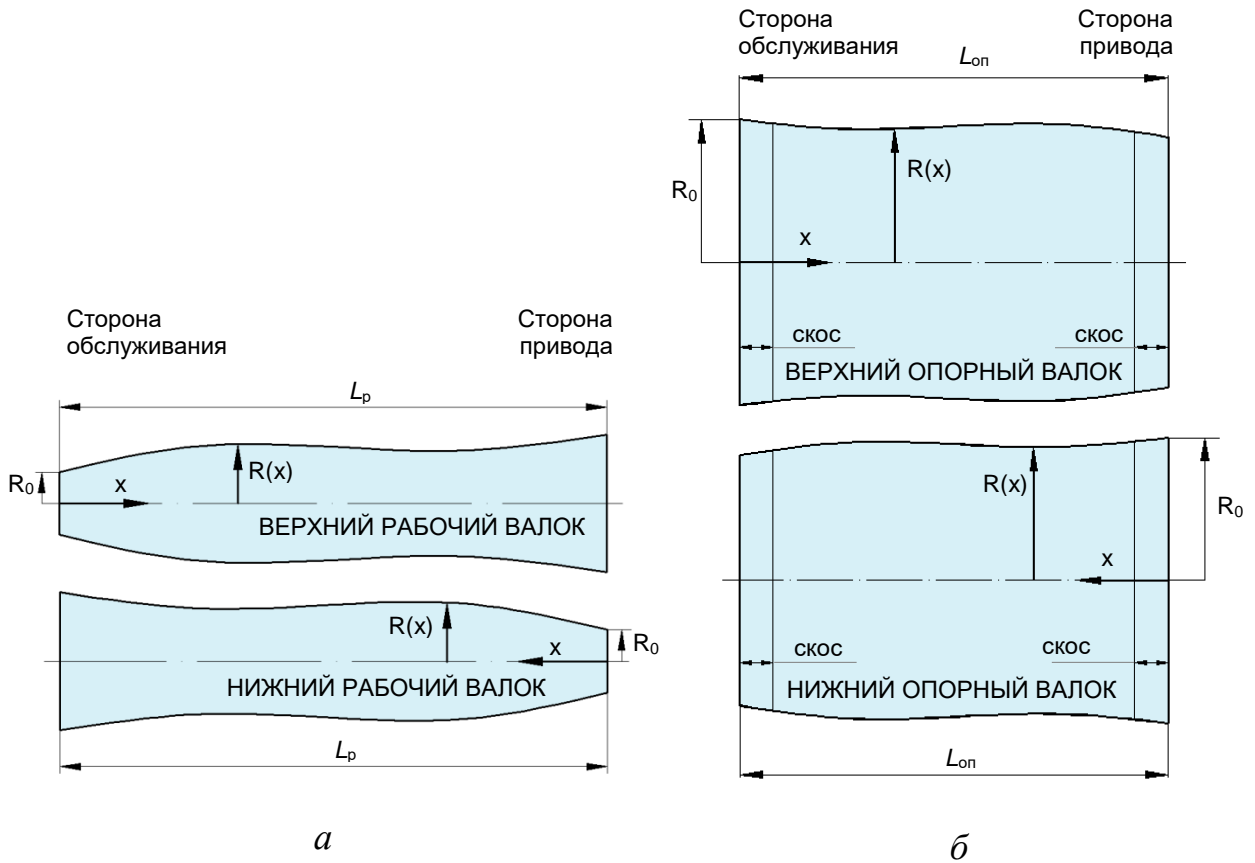 Сторона
обслуживания
Сторона
привода
Lр
R₀
x
R(x)
ВЕРХНИЙ РАБОЧИЙ ВАЛОК
R(x)
x
R₀
НИЖНИЙ РАБОЧИЙ ВАЛОК
Lр
а
Сторона
обслуживания
Сторона
привода
Lоп
R₀
R(x)
x
скос
скос
ВЕРХНИЙ ОПОРНЫЙ ВАЛОК
R(x)
R₀
x
скос
скос
НИЖНИЙ ОПОРНЫЙ ВАЛОК
Lоп
б